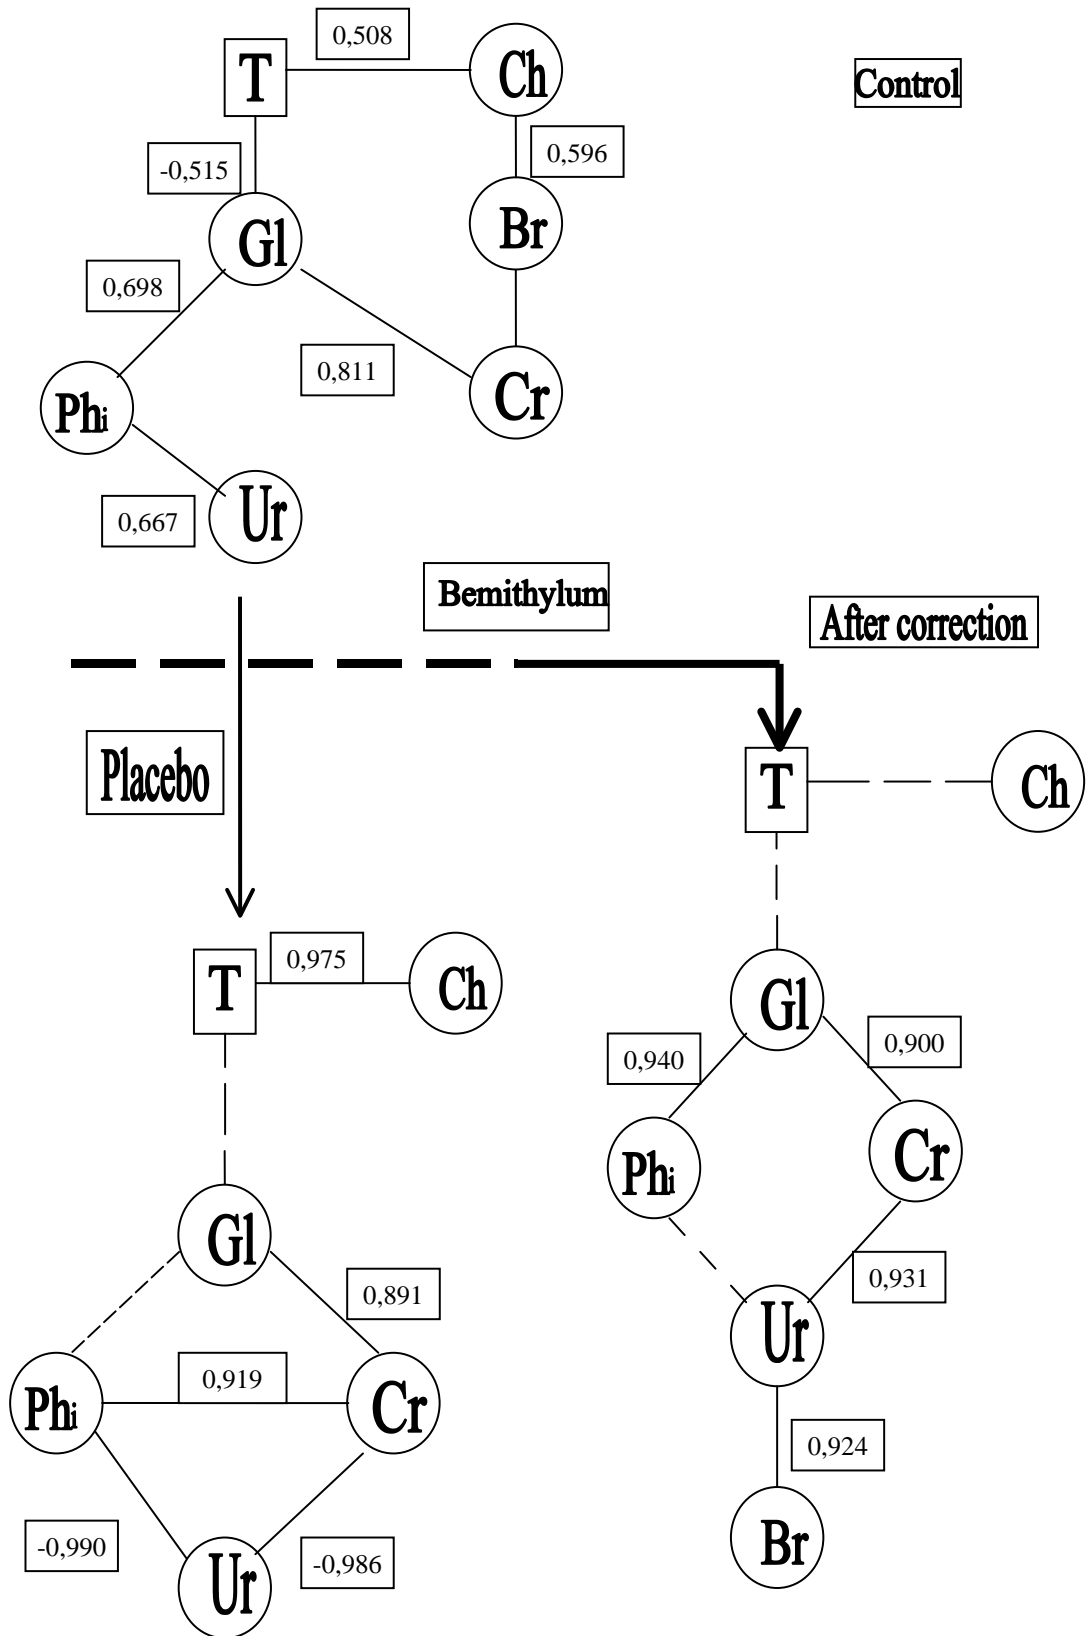 0,508
T
Ch
Control
-0,515
0,596
Gl
Br
0,698
0,811
Phi
Cr
0,667
Ur
Bemithylum
After correction
Placebo
T
Ch
T
0,975
Ch
Gl
0,940
0,900
Phi
Cr
Gl
0,891
0,931
Ur
Phi
0,919
Cr
0,924
-0,990
-0,986
Ur
Br